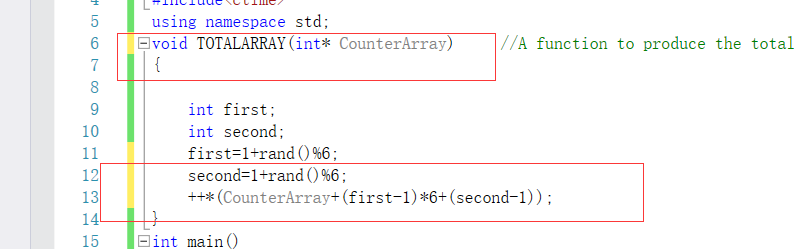 4 #include<ctime>
5 using namespace std;
6 void TOTALARRAY(int* CounterArray) //A function to produce the total
7 {
8
9 int first;
10 int second;
11 first=1+rand()%6;
12 second=1+rand()%6;
13 ++*(CounterArray+(first-1)*6+(second-1));
14 }
15 int main()